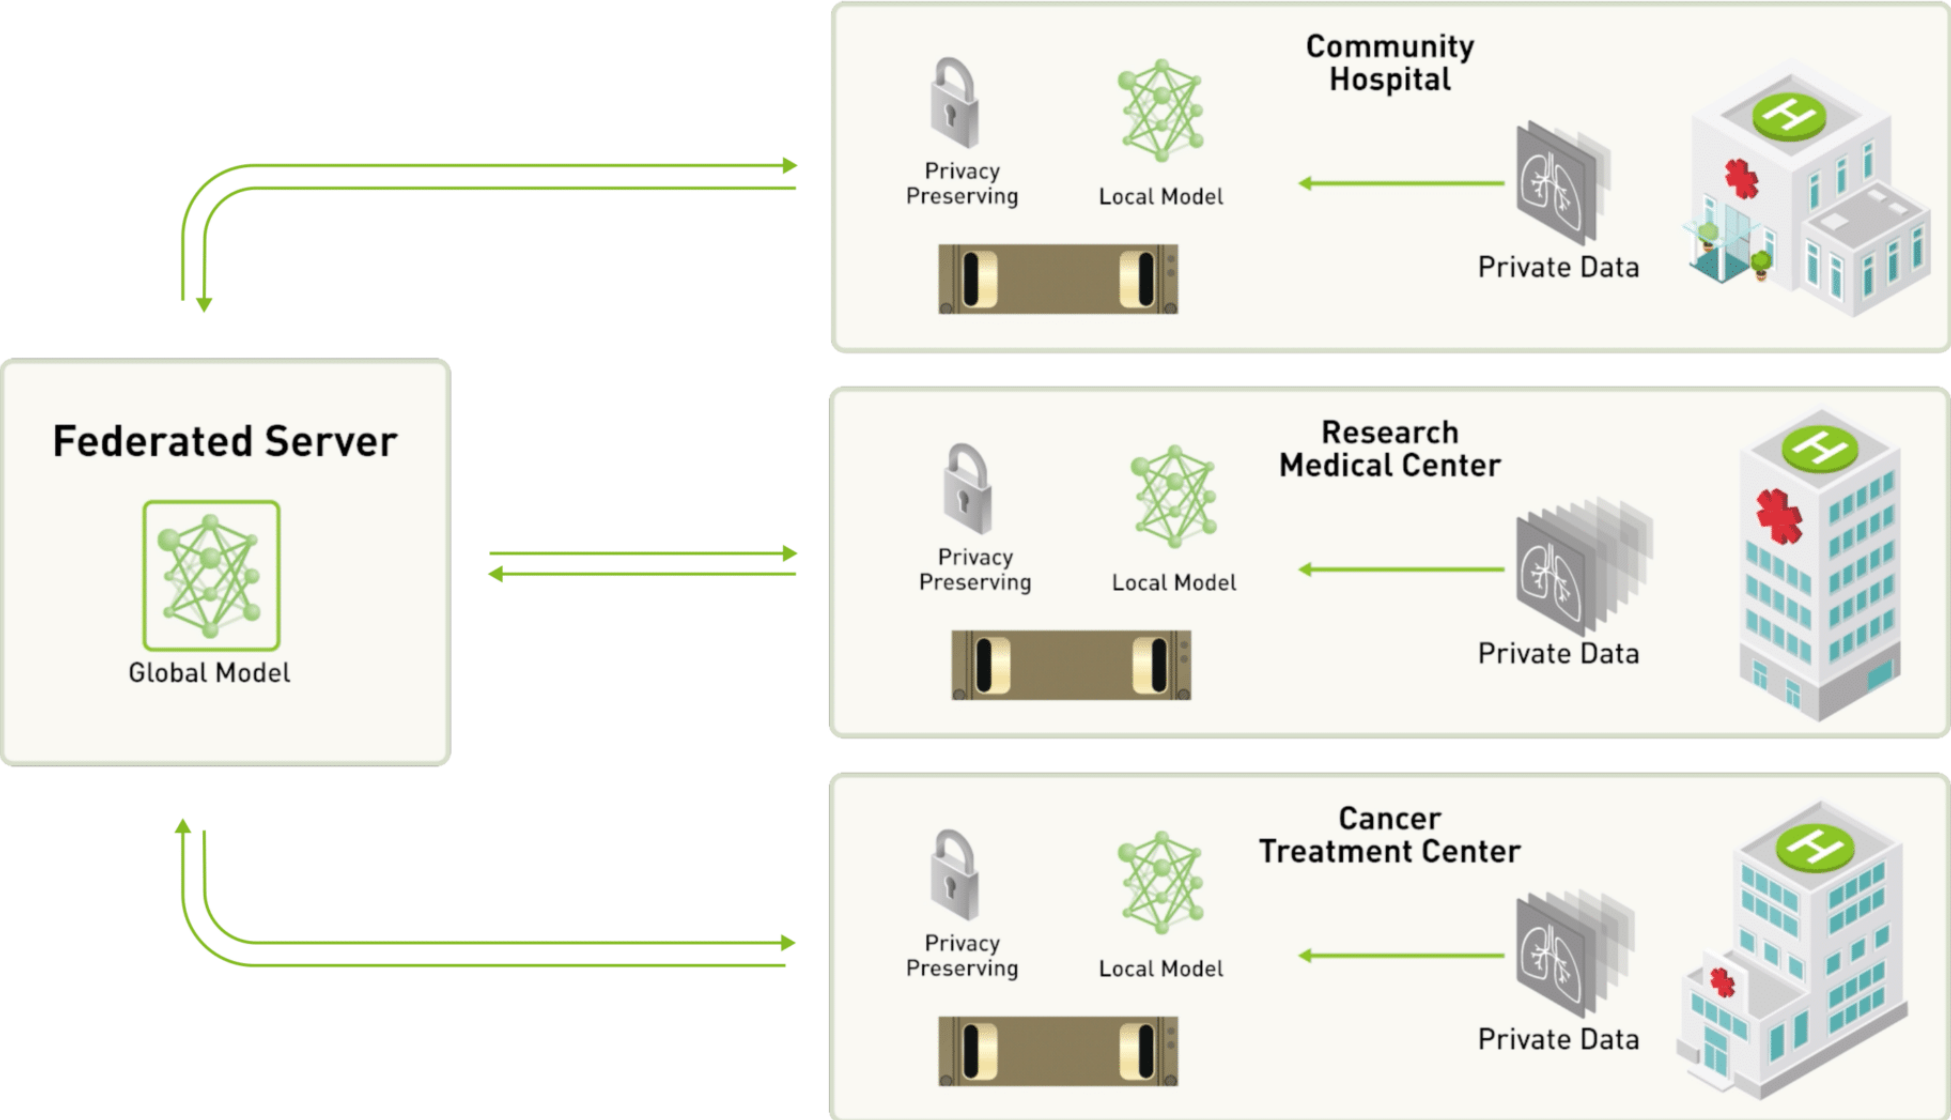 Community
Hospital
Privacy
Preserving
Local Model
Private Data
H
Federated Server
Global Model
Research
Medical Center
Privacy
Preserving
Local Model
Private Data
H
Cancer
Treatment Center
Privacy
Preserving
Local Model
Private Data
H